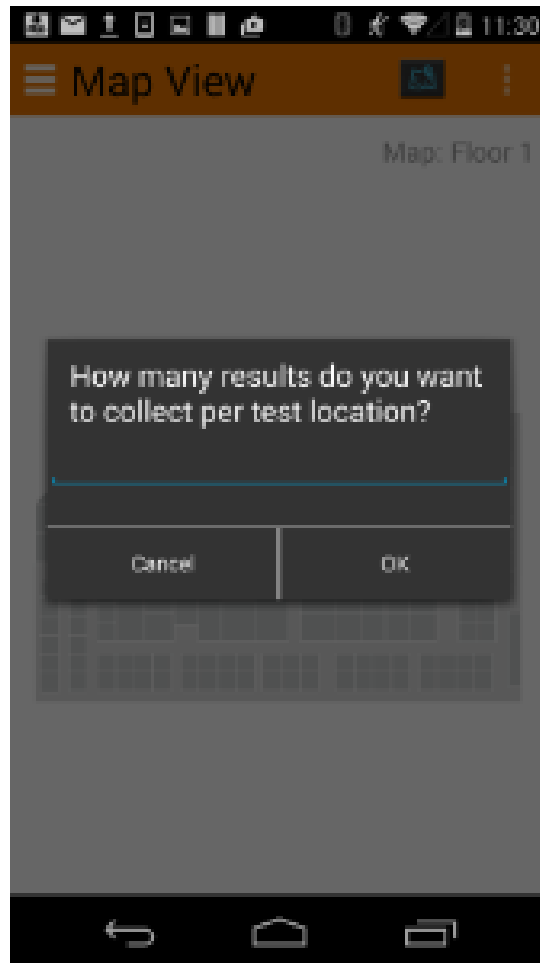 11:30
Map View
Map: Floor 1
How many results do you want
to collect per test location?
Cancel
OK